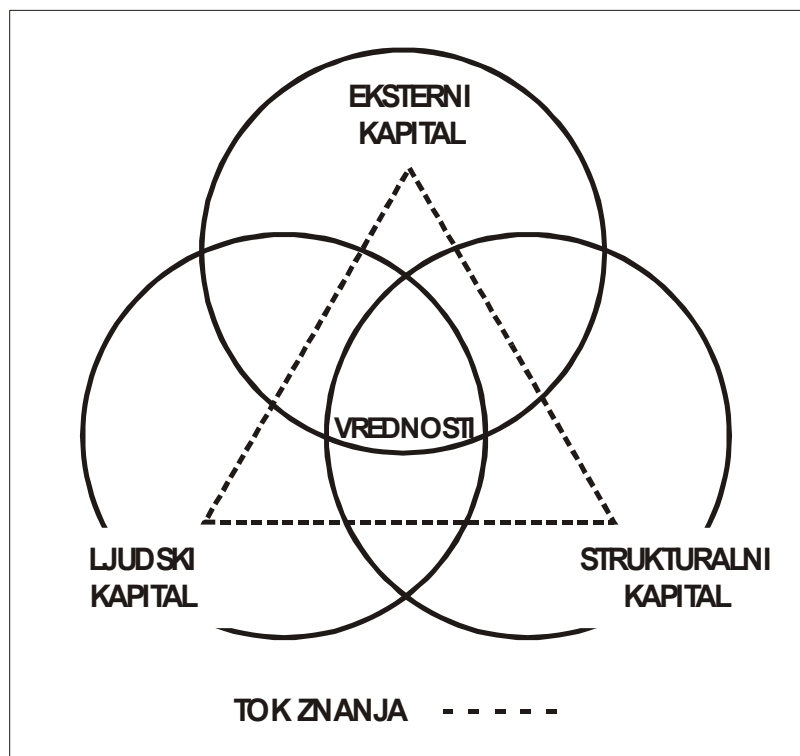 EKSTERNI
KAPITAL
VREDNOSTI
LJUDSKI
KAPITAL
STRUKTURALNI
KAPITAL
TOK ZNANJA